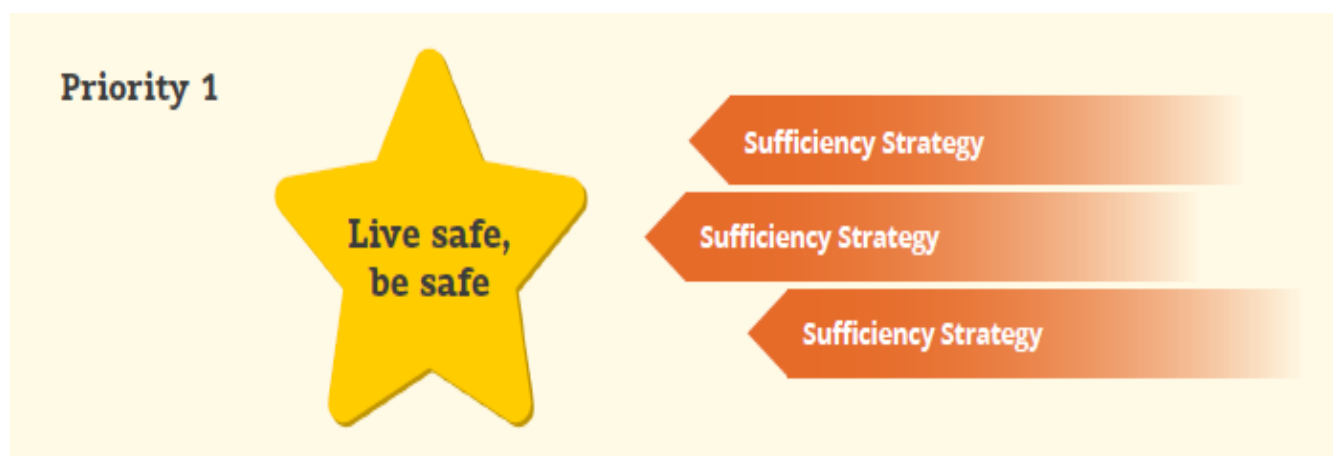 Priority 1
Live safe,
be safe
Sufficiency Strategy
Sufficiency Strategy
Sufficiency Strategy